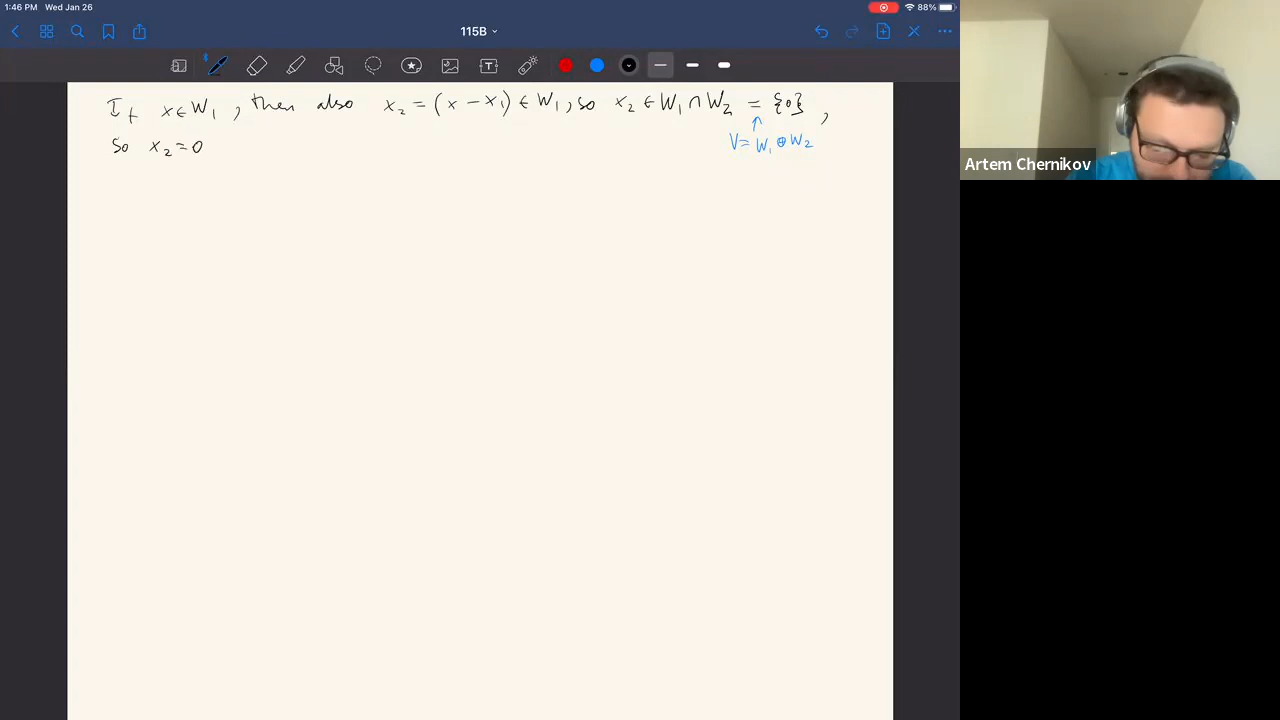 1:46 PM Wed Jan 26
88%
115B
T
If x ∈ W₁, then also x₂ = (x − x₁) ∈ W₁, so x₂ ∈ W₁ ∩ W₂ = {0},
↑
V = W₁ ⊕ W₂
So x₂ = 0
Artem Chernikov